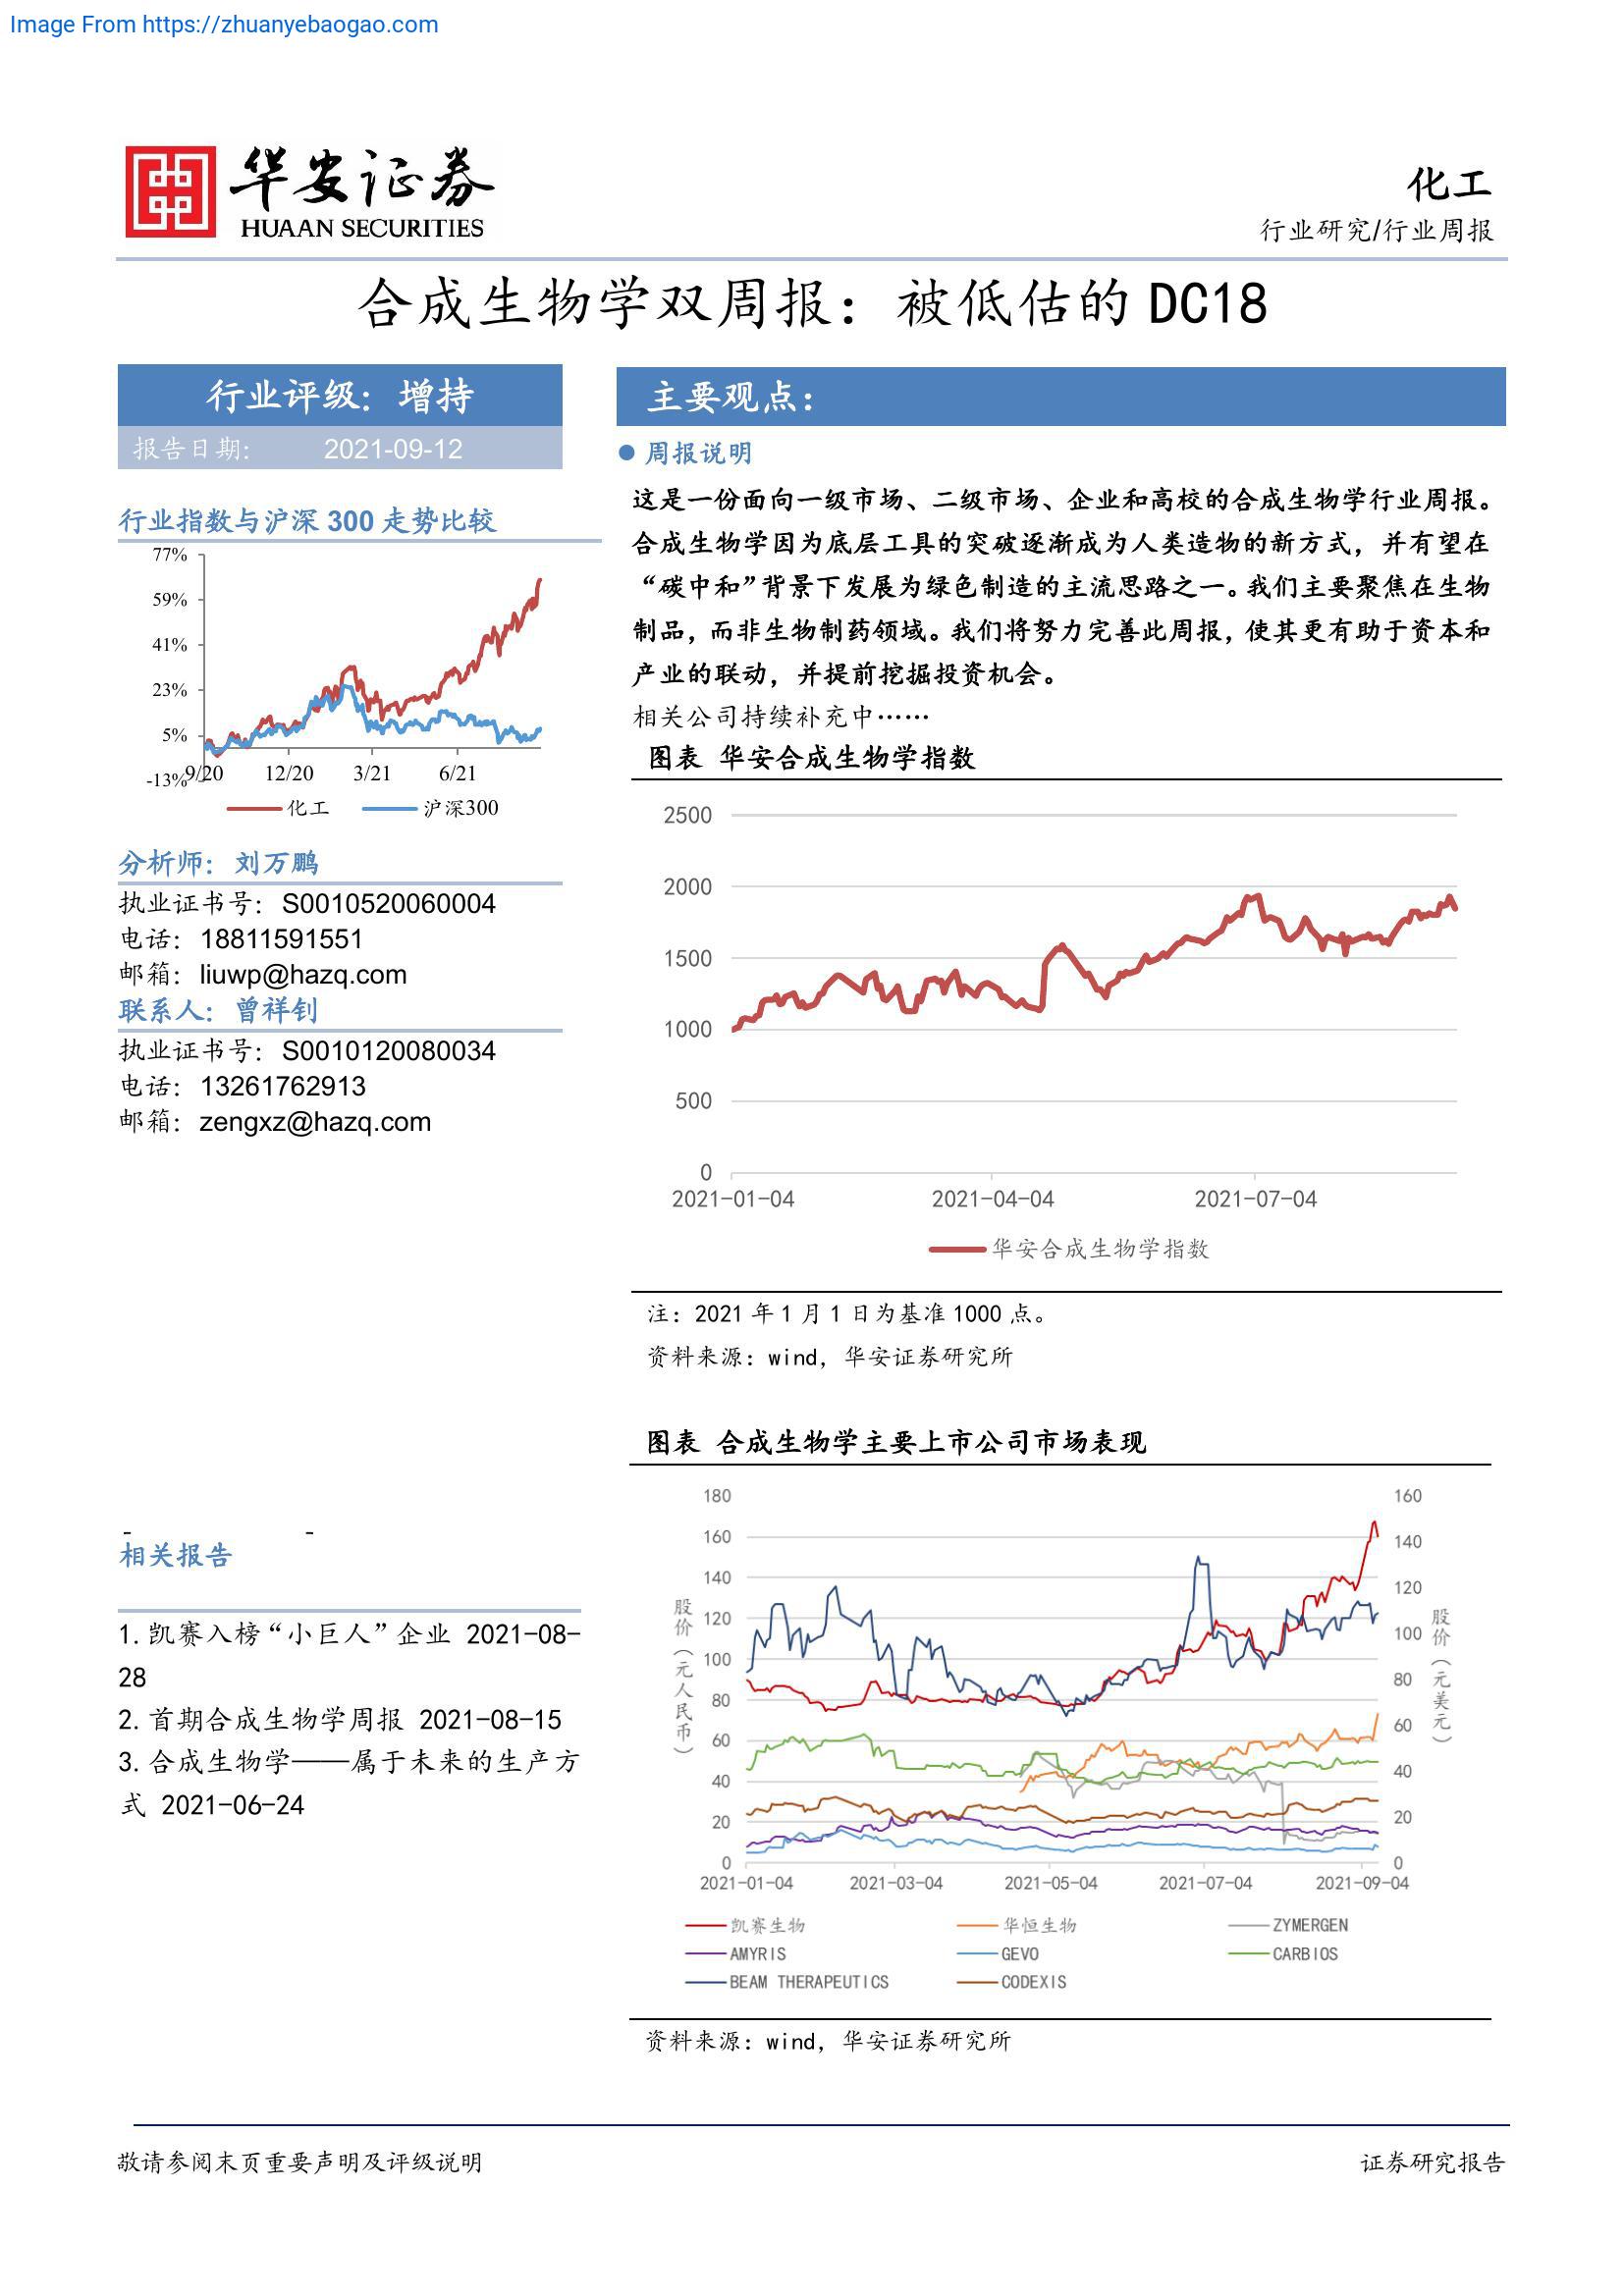 Image From https://zhuanyebaogao.com
华安证券
HUAAN SECURITIES
化工
行业研究/行业周报
合成生物学双周报：被低估的 DC18
行业评级：增持
报告日期： 2021-09-12
行业指数与沪深 300 走势比较
77%
59%
41%
23%
5%
-13%
9/20 12/20 3/21 6/21
化工 沪深300
分析师：刘万鹏
执业证书号：S0010520060004
电话：18811591551
邮箱：liuwp@hazq.com
联系人：曾祥钊
执业证书号：S0010120080034
电话：13261762913
邮箱：zengxz@hazq.com
- -
相关报告
1.凯赛入榜“小巨人”企业 2021-08-
28
2.首期合成生物学周报 2021-08-15
3.合成生物学——属于未来的生产方
式 2021-06-24
主要观点：
● 周报说明
这是一份面向一级市场、二级市场、企业和高校的合成生物学行业周报。
合成生物学因为底层工具的突破逐渐成为人类造物的新方式，并有望在
“碳中和”背景下发展为绿色制造的主流思路之一。我们主要聚焦在生物
制品，而非生物制药领域。我们将努力完善此周报，使其更有助于资本和
产业的联动，并提前挖掘投资机会。
相关公司持续补充中……
图表 华安合成生物学指数
2500
2000
1500
1000
500
0
2021-01-04 2021-04-04 2021-07-04
华安合成生物学指数
注：2021 年 1 月 1 日为基准 1000 点。
资料来源：wind，华安证券研究所
图表 合成生物学主要上市公司市场表现
180
160
140
120
100
80
60
40
20
0
股价（元人民币）
160
140
120
100
80
60
40
20
0
股价（元美元）
2021-01-04 2021-03-04 2021-05-04 2021-07-04 2021-09-04
凯赛生物 华恒生物 ZYMERGEN
AMYRIS GEVO CARBIOS
BEAM THERAPEUTICS CODEXIS
资料来源：wind，华安证券研究所
敬请参阅末页重要声明及评级说明
证券研究报告